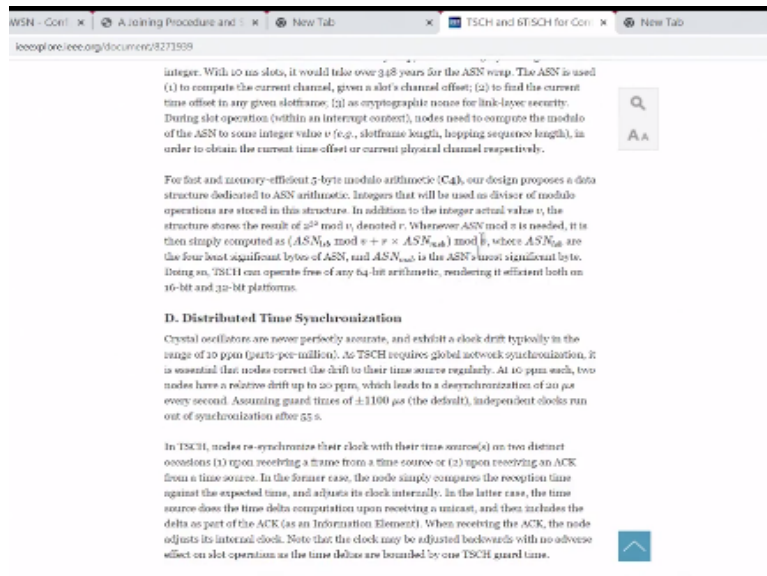 WSN - Conf
A Joining Procedure and S
New Tab
TSCH and 6TiSCH for Con
New Tab
ieeexplore.ieee.org/document/8271939
integer. With 10 ms slots, it would take over 348 years for the ASN wrap. The ASN is used
(1) to compute the current channel, given a slot's channel offset; (2) to find the current
time offset in any given slotframe; (3) as cryptographic nonce for link-layer security.
During slot operation (within an interrupt context), nodes need to compute the modulo
of the ASN to some integer value v (e.g., slotframe length, hopping sequence length), in
order to obtain the current time offset or current physical channel respectively.
For fast and memory-efficient 5-byte modulo arithmetic (C4), our design proposes a data
structure dedicated to ASN arithmetic. Integers that will be used as divisor of modulo
operations are stored in this structure. In addition to the integer actual value v, the
structure stores the result of 2³² mod v, denoted r. Whenever ASN mod v is needed, it is
then simply computed as (ASN_lsb mod v + r × ASN_msb) mod v, where ASN_lsb are
the four least significant bytes of ASN, and ASN_msb is the ASN's most significant byte.
Doing so, TSCH can operate free of any 64-bit arithmetic, rendering it efficient both on
16-bit and 32-bit platforms.
D. Distributed Time Synchronization
Crystal oscillators are never perfectly accurate, and exhibit a clock drift typically in the
range of 10 ppm (parts-per-million). As TSCH requires global network synchronization, it
is essential that nodes correct the drift to their time source regularly. At 10 ppm each, two
nodes have a relative drift up to 20 ppm, which leads to a desynchronization of 20 μs
every second. Assuming guard times of ±1100 μs (the default), independent clocks run
out of synchronization after 55 s.
In TSCH, nodes re-synchronize their clock with their time source(s) on two distinct
occasions (1) upon receiving a frame from a time source or (2) upon receiving an ACK
from a time source. In the former case, the node simply compares the reception time
against the expected time, and adjusts its clock internally. In the latter case, the time
source does the time delta computation upon receiving a unicast, and then includes the
delta as part of the ACK (as an Information Element). When receiving the ACK, the node
adjusts its internal clock. Note that the clock may be adjusted backwards with no adverse
effect on slot operation as the time deltas are bounded by one TSCH guard time.
AA